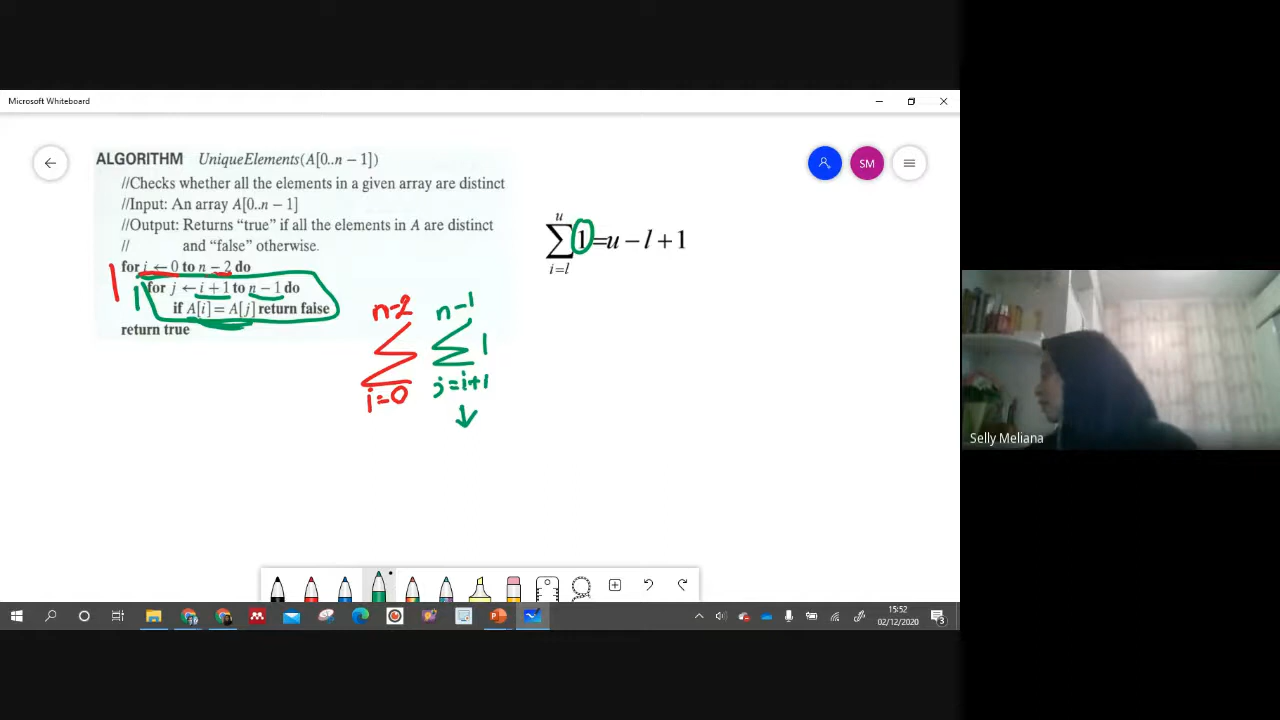 Microsoft Whiteboard
ALGORITHM UniqueElements(A[0..n − 1])
//Checks whether all the elements in a given array are distinct
//Input: An array A[0..n − 1]
//Output: Returns “true” if all the elements in A are distinct
// and “false” otherwise.
for i ← 0 to n − 2 do
for j ← i + 1 to n − 1 do
if A[i] = A[j] return false
return true
u
∑ 1 = u − l + 1
i=l
n-2 n-1
∑ ∑ 1
i=0 j=i+1
↓
SM
Selly Meliana
15:52
02/12/2020
3